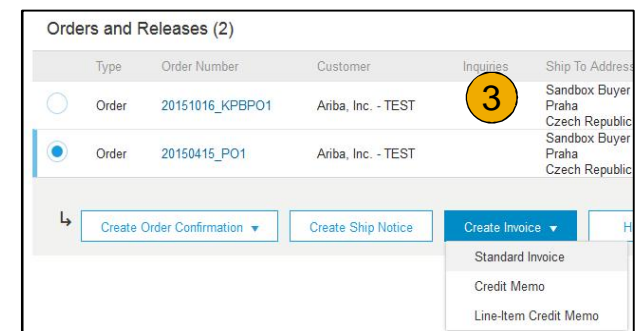 Orders and Releases (2)
Type Order Number Customer Inquiries Ship To Address
3
Order 20151016_KPBPO1 Ariba, Inc. - TEST Sandbox Buyer
Praha
Czech Republic
Order 20150415_PO1 Ariba, Inc. - TEST Sandbox Buyer
Praha
Czech Republic
Create Order Confirmation ▼ Create Ship Notice Create Invoice ▼ H
Standard Invoice
Credit Memo
Line-Item Credit Memo